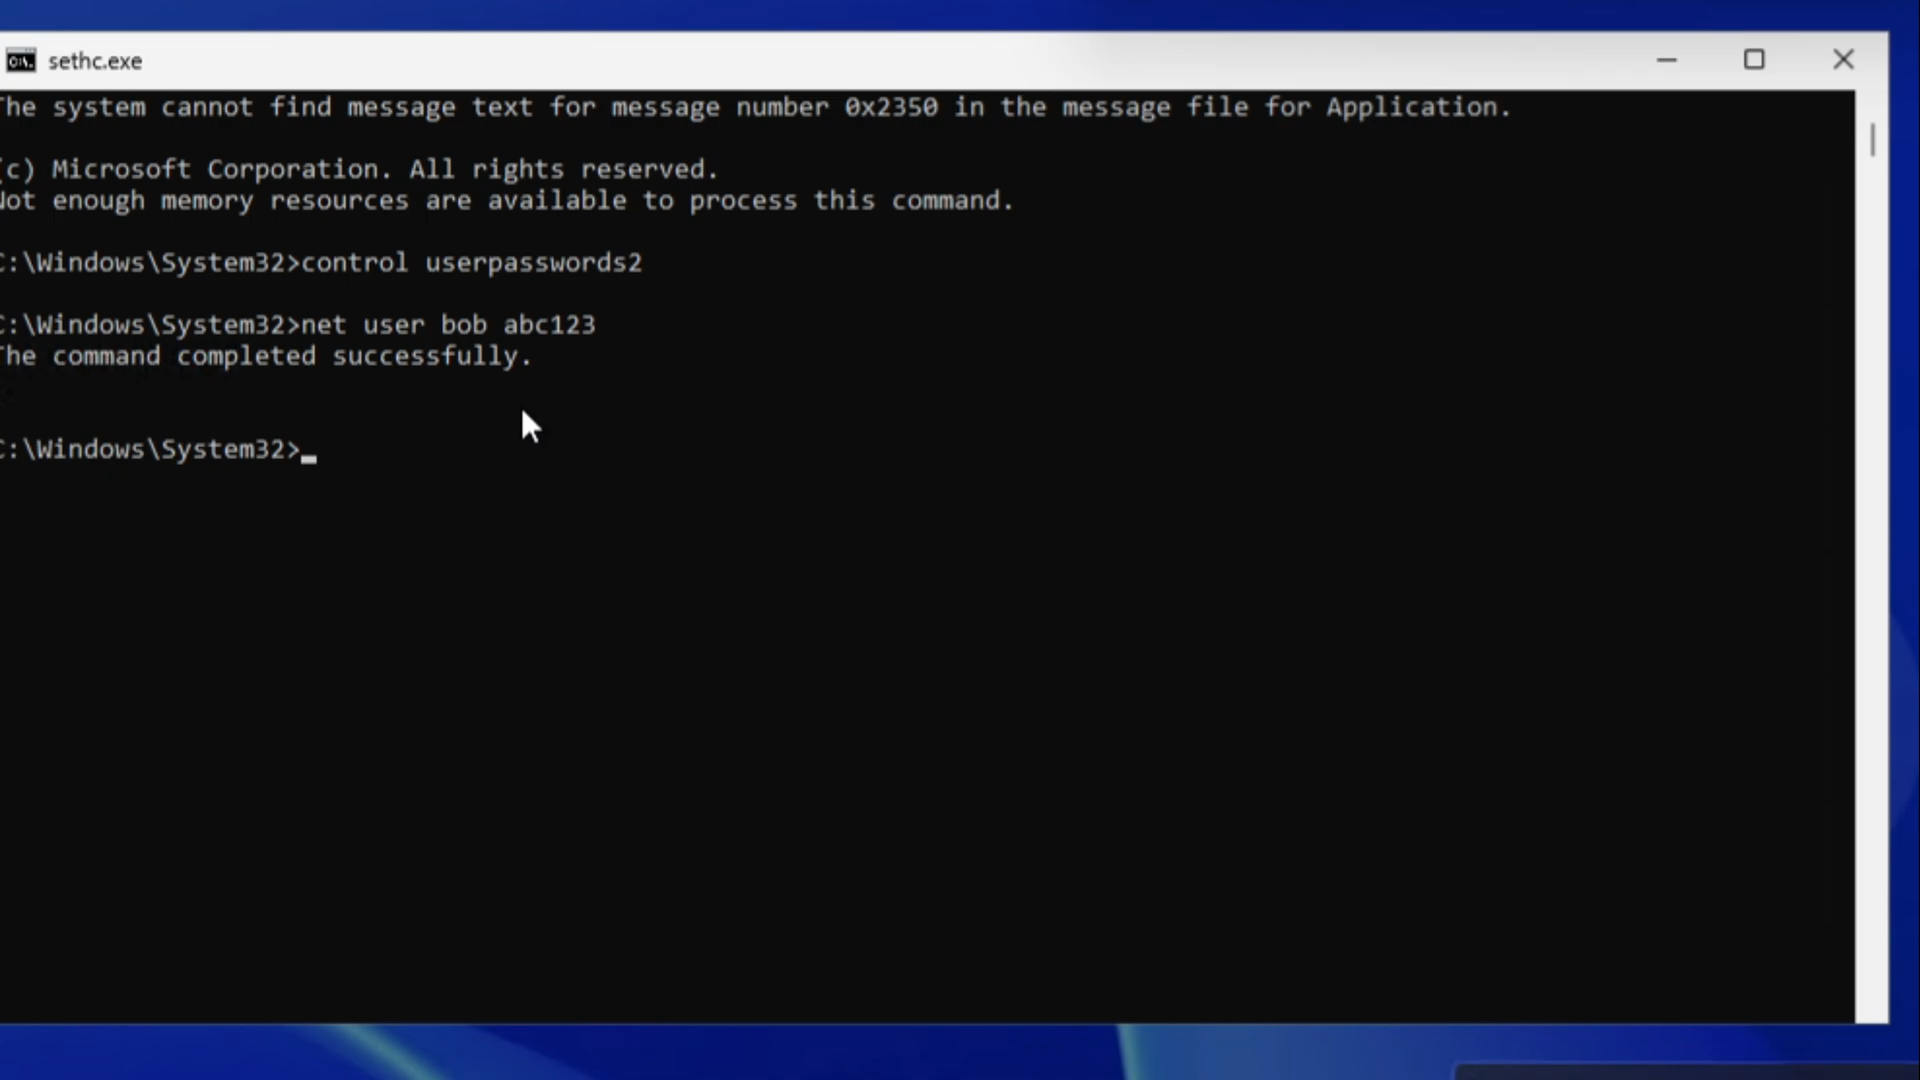 sethc.exe
The system cannot find message text for message number 0x2350 in the message file for Application.
(c) Microsoft Corporation. All rights reserved.
Not enough memory resources are available to process this command.
C:\Windows\System32>control userpasswords2
C:\Windows\System32>net user bob abc123
The command completed successfully.
C:\Windows\System32>